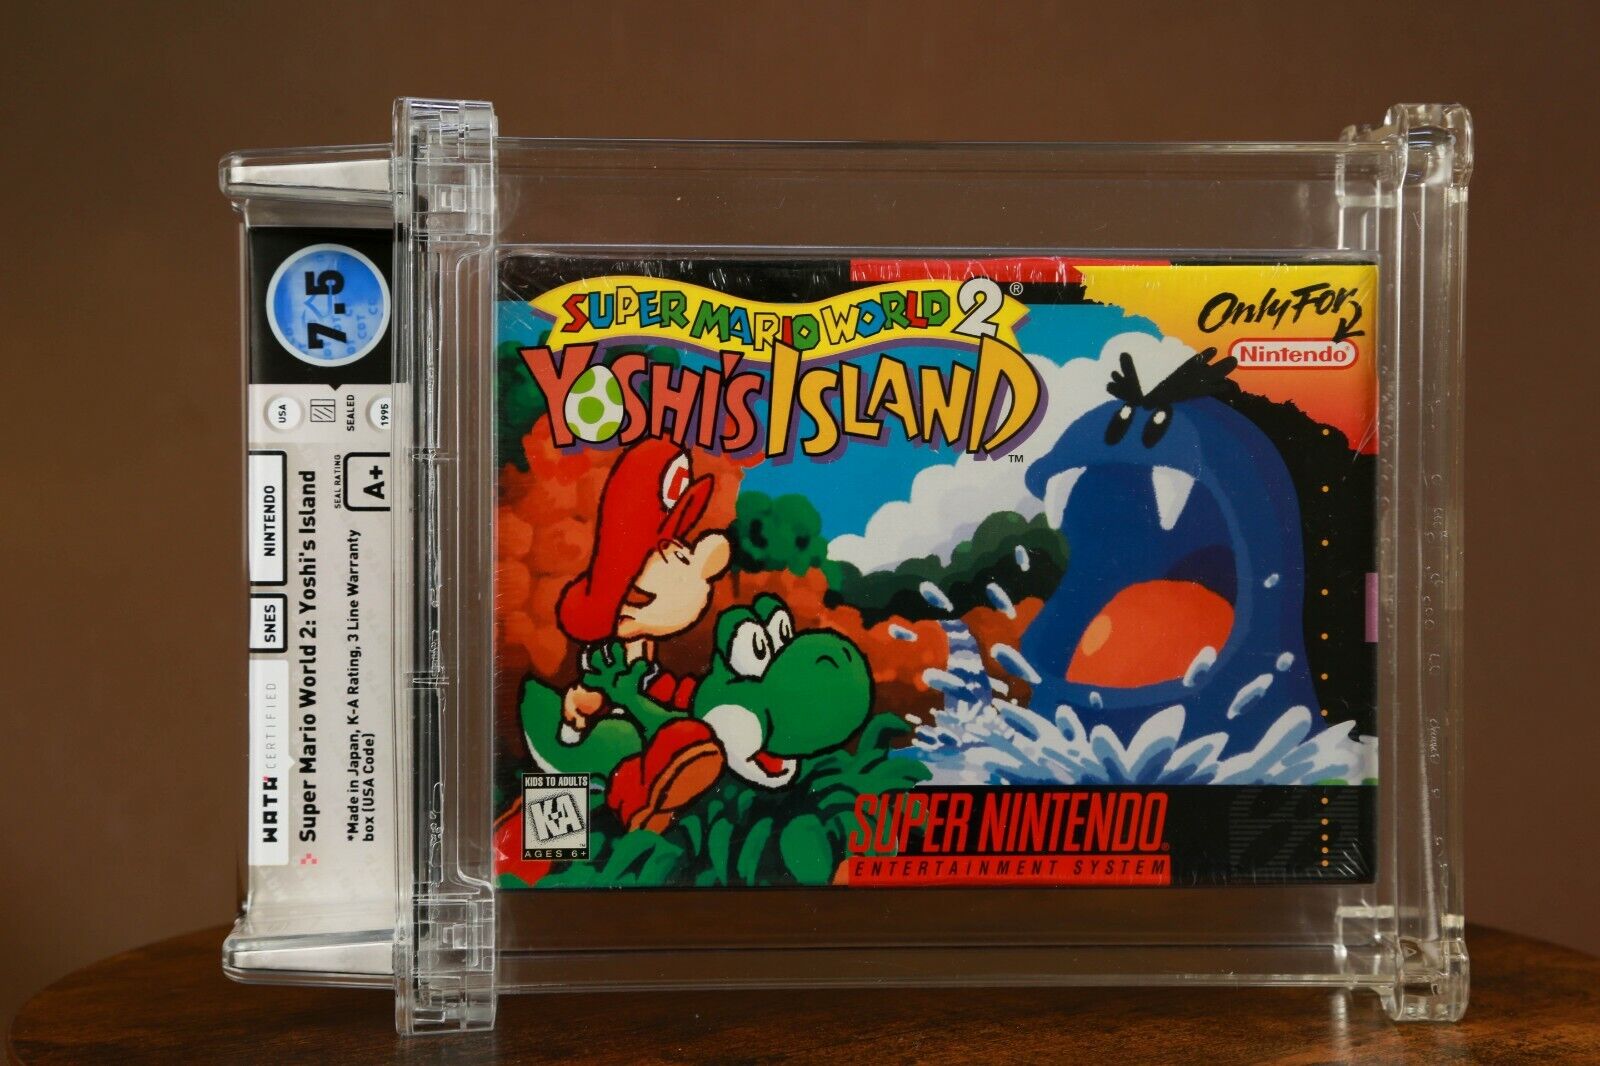 7.5
USA
SEALED
1995
NINTENDO
SNES
SEAL RATING
A+
WATA CERTIFIED
Super Mario World 2: Yoshi's Island
*Made in Japan, K-A Rating, 3 Line Warranty
box (USA Code)
SUPER MARIO WORLD 2®
YOSHI'S ISLAND
TM
Only For
Nintendo®
KIDS TO ADULTS
K-A
TM
AGES 6+
SUPER NINTENDO®
ENTERTAINMENT SYSTEM